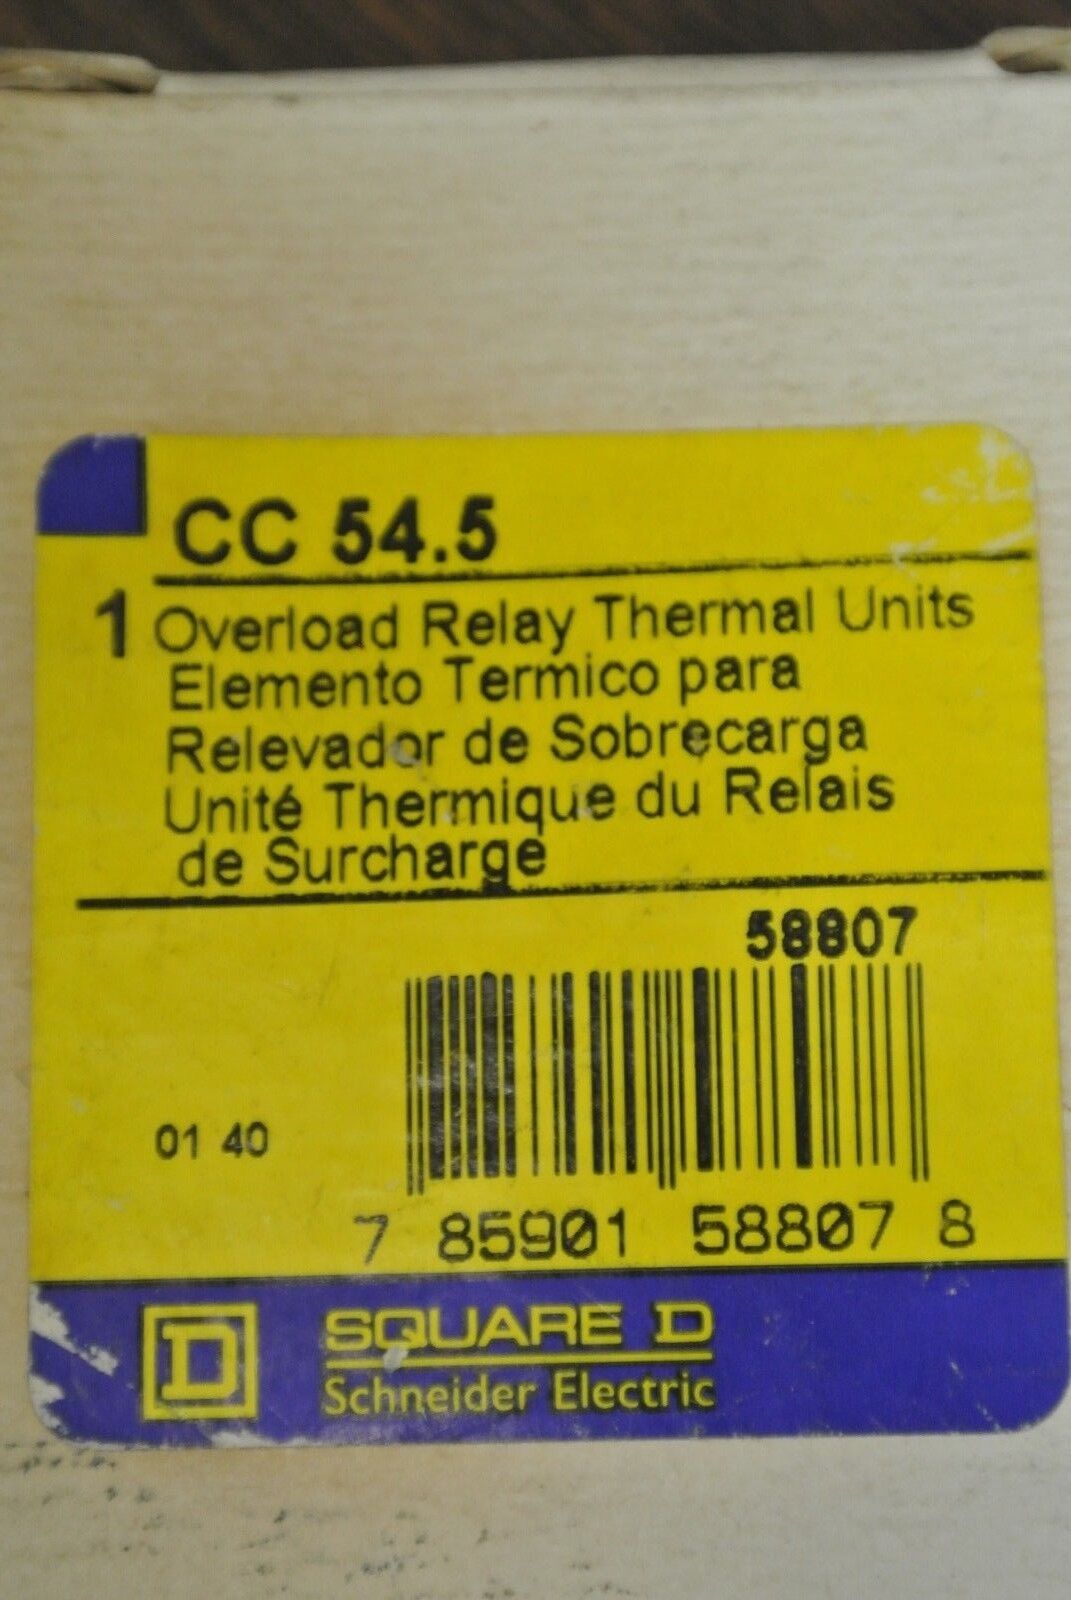 CC 54.5
1 Overload Relay Thermal Units
Elemento Termico para
Relevador de Sobrecarga
Unité Thermique du Relais
de Surcharge
58807
01 40
7 85901 58807 8
D SQUARE D
Schneider Electric